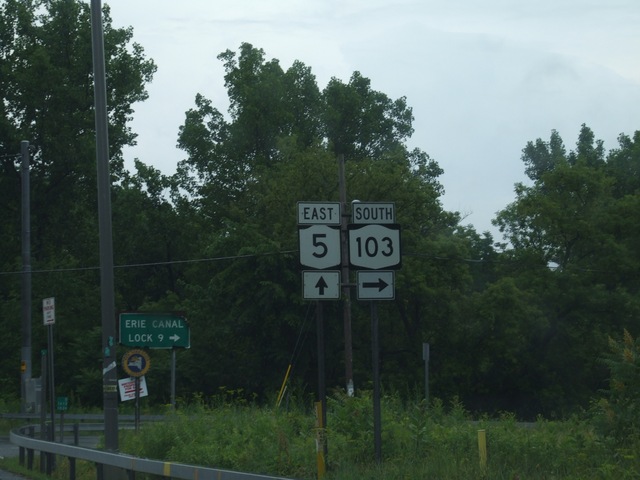 EAST
5
SOUTH
103
ERIE CANAL
LOCK 9